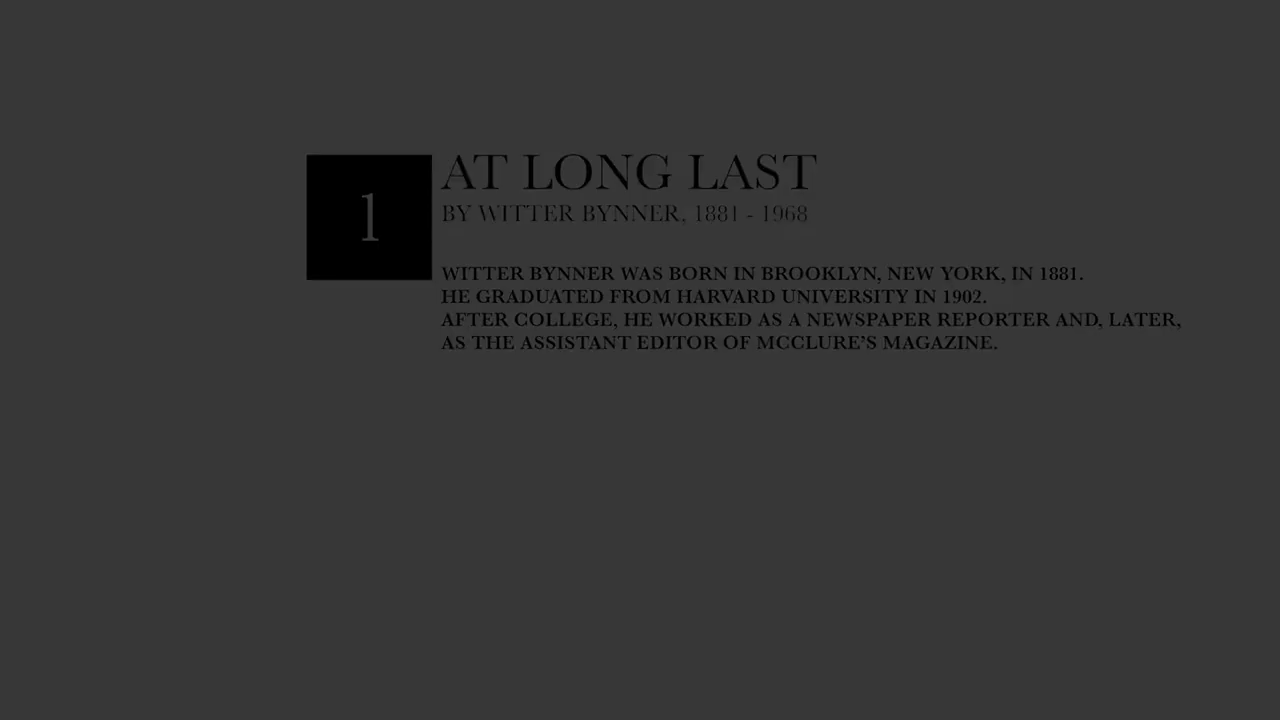 1
AT LONG LAST
BY WITTER BYNNER, 1881 - 1968
WITTER BYNNER WAS BORN IN BROOKLYN, NEW YORK, IN 1881.
HE GRADUATED FROM HARVARD UNIVERSITY IN 1902.
AFTER COLLEGE, HE WORKED AS A NEWSPAPER REPORTER AND, LATER,
AS THE ASSISTANT EDITOR OF MCCLURE’S MAGAZINE.